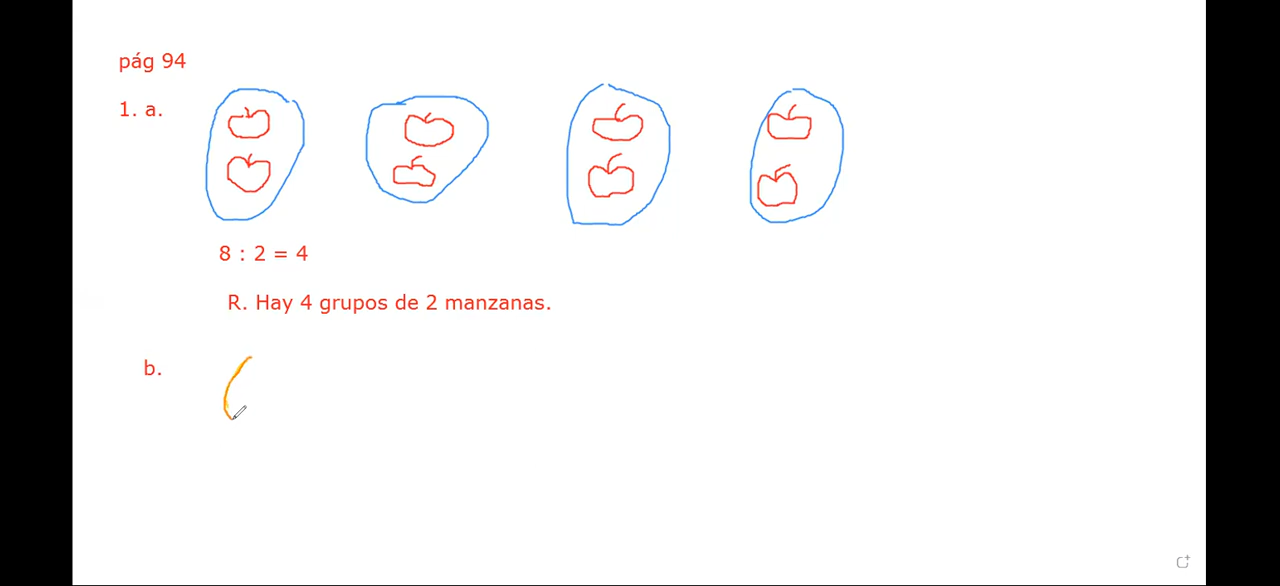 pág 94
1. a.
8 : 2 = 4
R. Hay 4 grupos de 2 manzanas.
b.